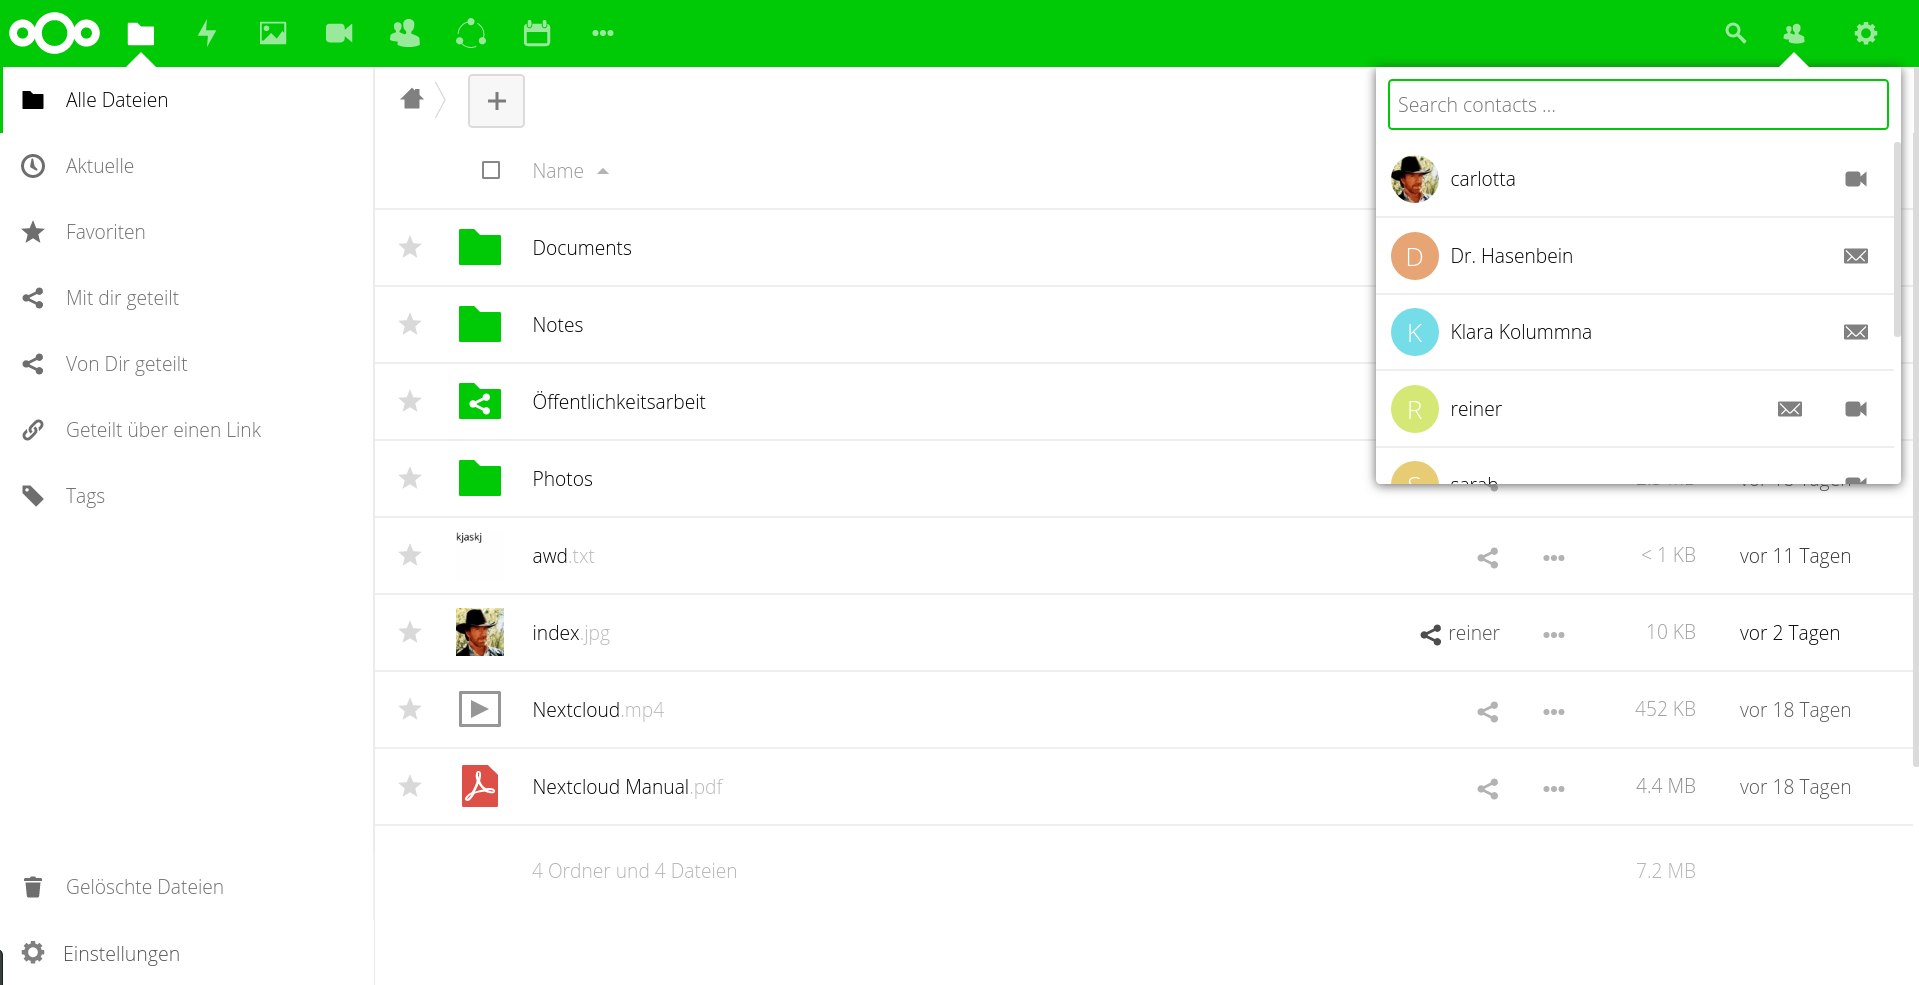 Alle Dateien
Aktuelle
Favoriten
Mit dir geteilt
Von Dir geteilt
Geteilt über einen Link
Tags
Gelöschte Dateien
Einstellungen
+
Name
Documents
Notes
Öffentlichkeitsarbeit
Photos
kjaskj
awd.txt < 1 KB vor 11 Tagen
index.jpg reiner 10 KB vor 2 Tagen
Nextcloud.mp4 452 KB vor 18 Tagen
Nextcloud Manual.pdf 4.4 MB vor 18 Tagen
4 Ordner und 4 Dateien 7.2 MB
Search contacts ...
carlotta
D Dr. Hasenbein
K Klara Kolummna
R reiner
S sarah